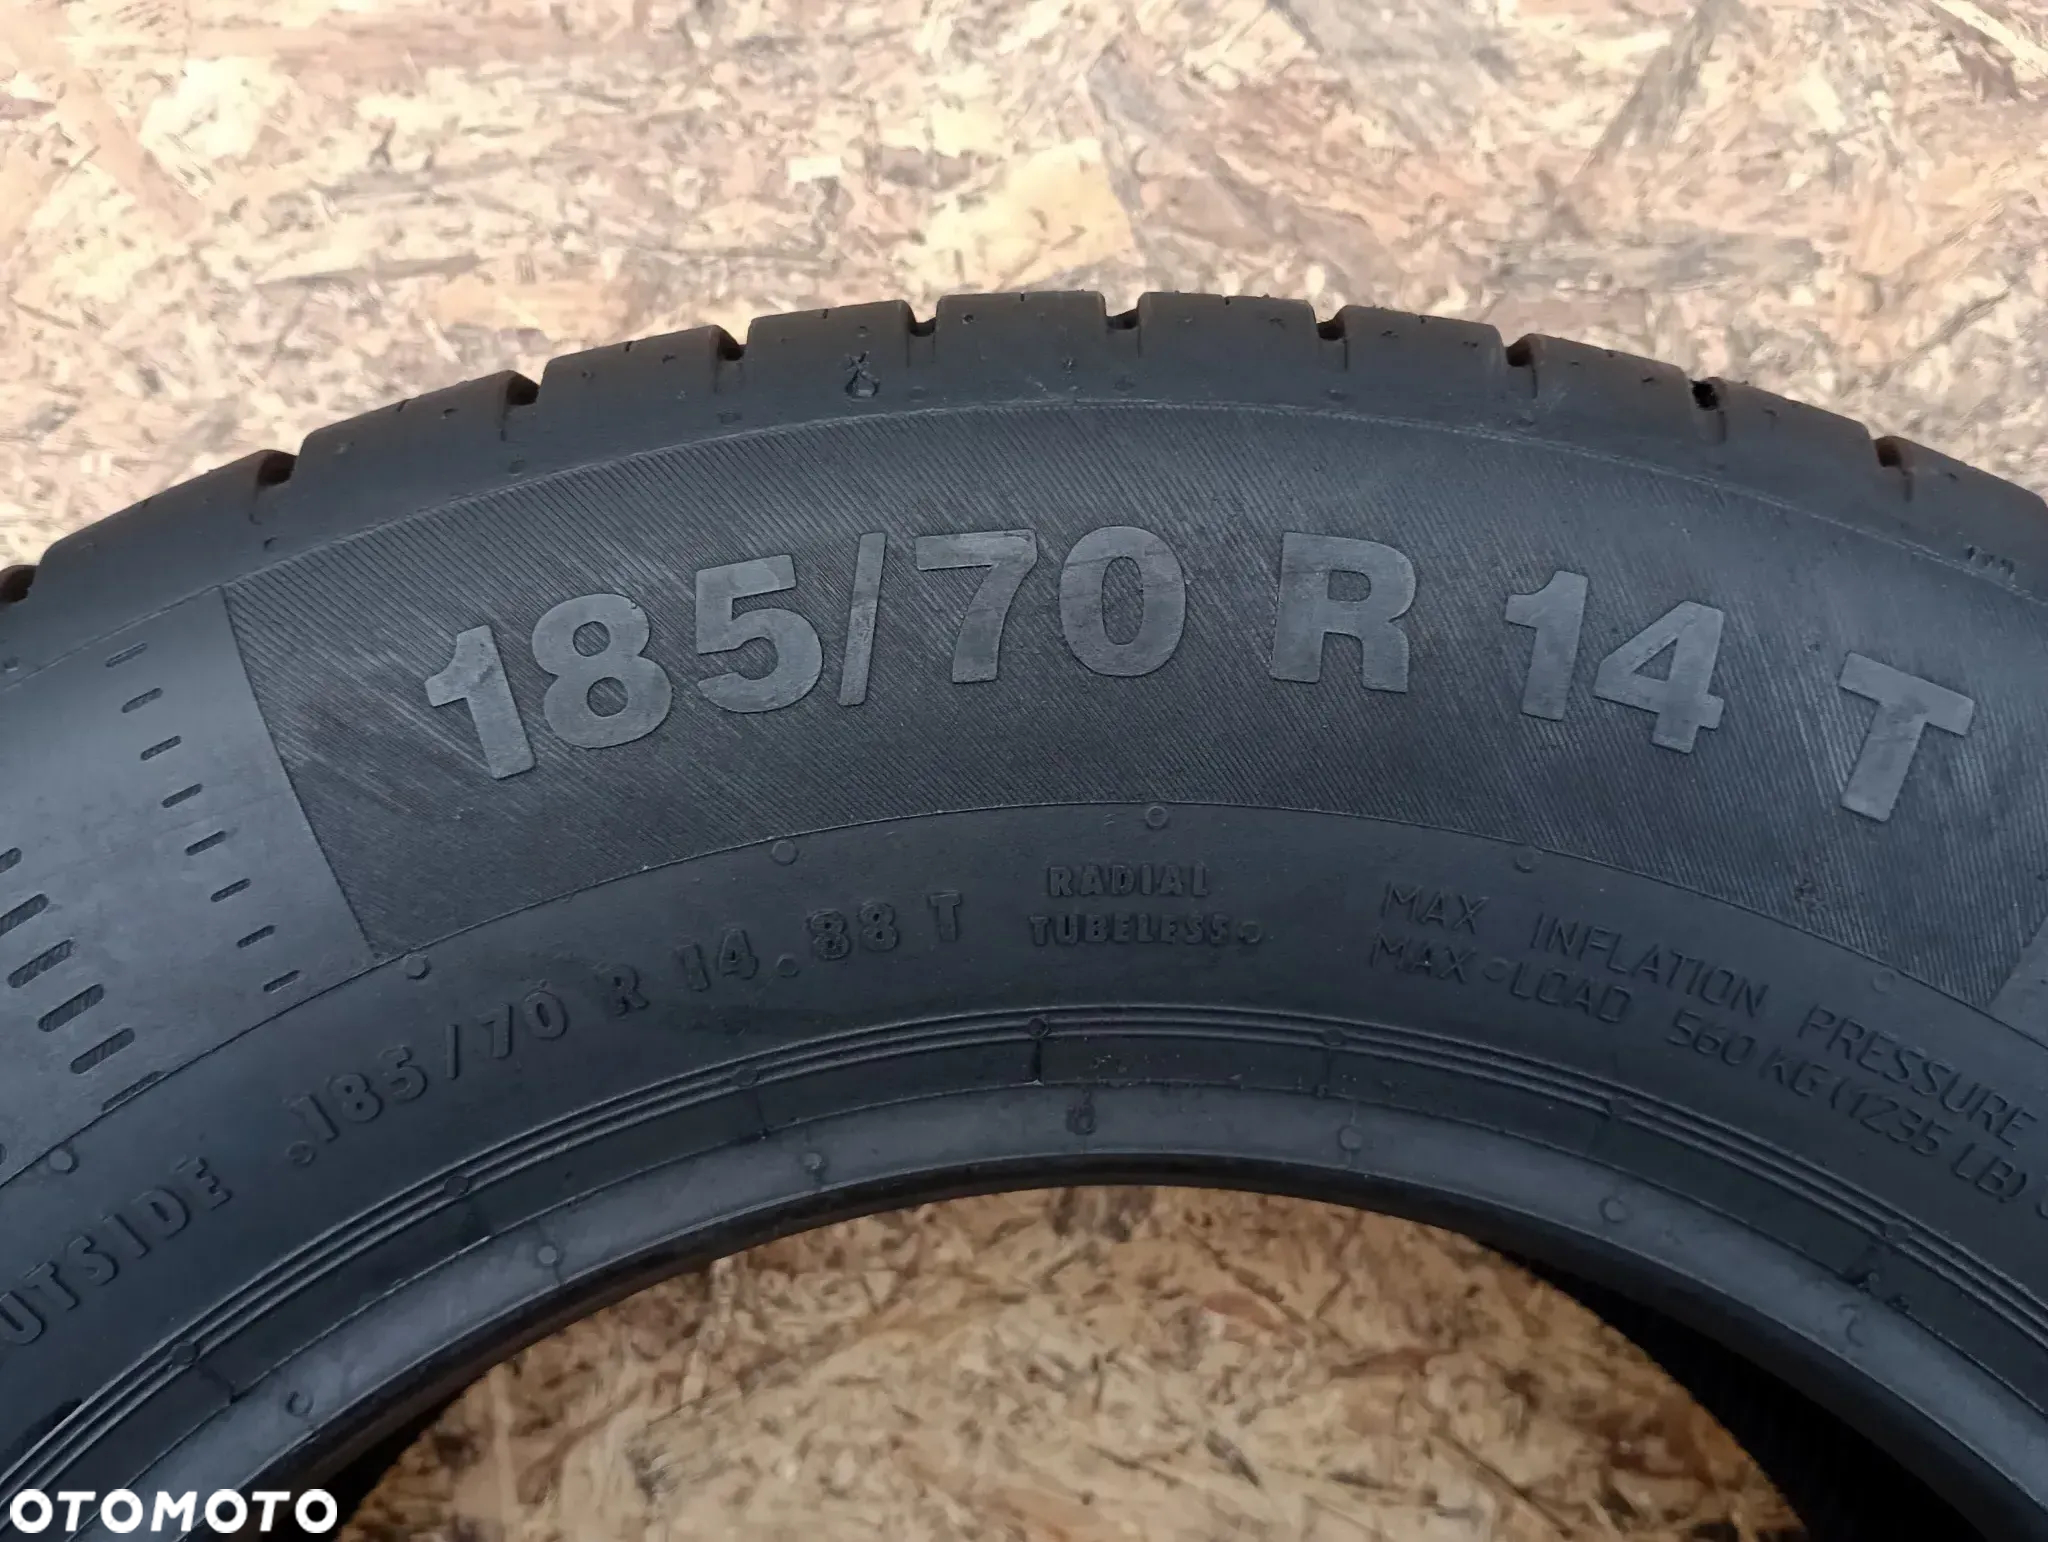 185/70 R 14 T
OUTSIDE
185/70 R 14 88 T
RADIAL
TUBELESS
MAX INFLATION PRESSURE
MAX LOAD 560 KG (1235 LB)
OTOMOTO